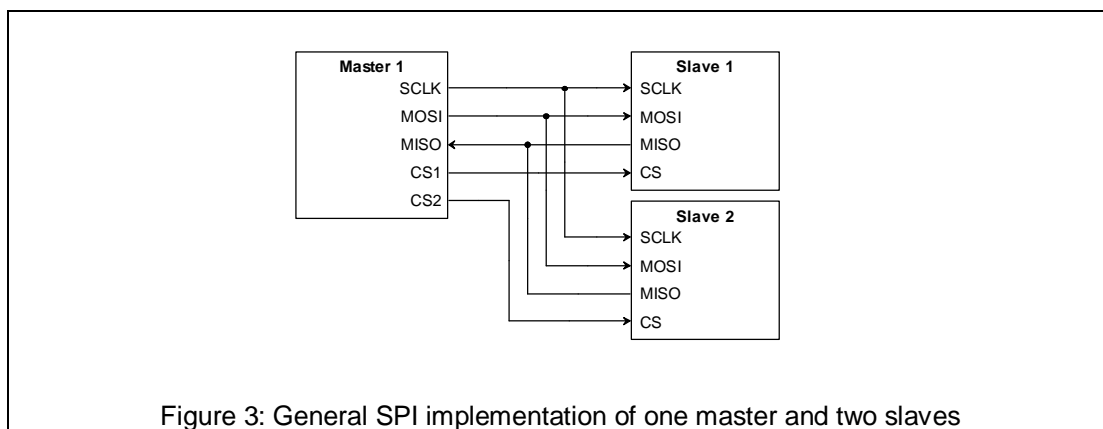 Master 1
SCLK
MOSI
MISO
CS1
CS2
Slave 1
SCLK
MOSI
MISO
CS
Slave 2
SCLK
MOSI
MISO
CS
Figure 3: General SPI implementation of one master and two slaves